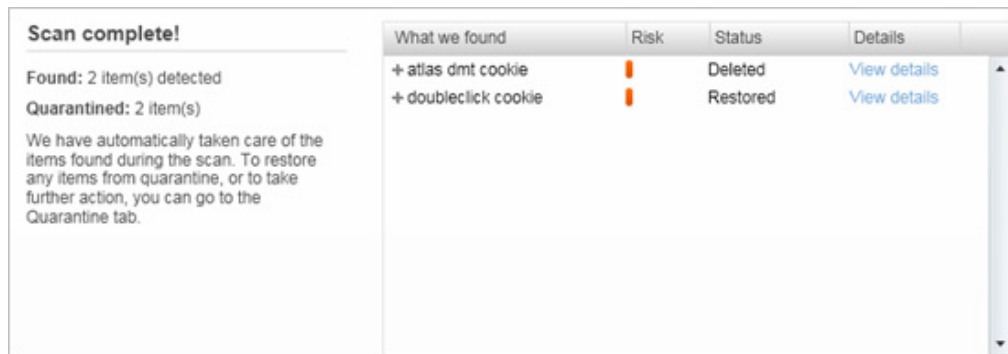 Scan complete!
Found: 2 item(s) detected
Quarantined: 2 item(s)
We have automatically taken care of the
items found during the scan. To restore
any items from quarantine, or to take
further action, you can go to the
Quarantine tab.
What we found Risk Status Details
+ atlas dmt cookie Deleted View details
+ doubleclick cookie Restored View details